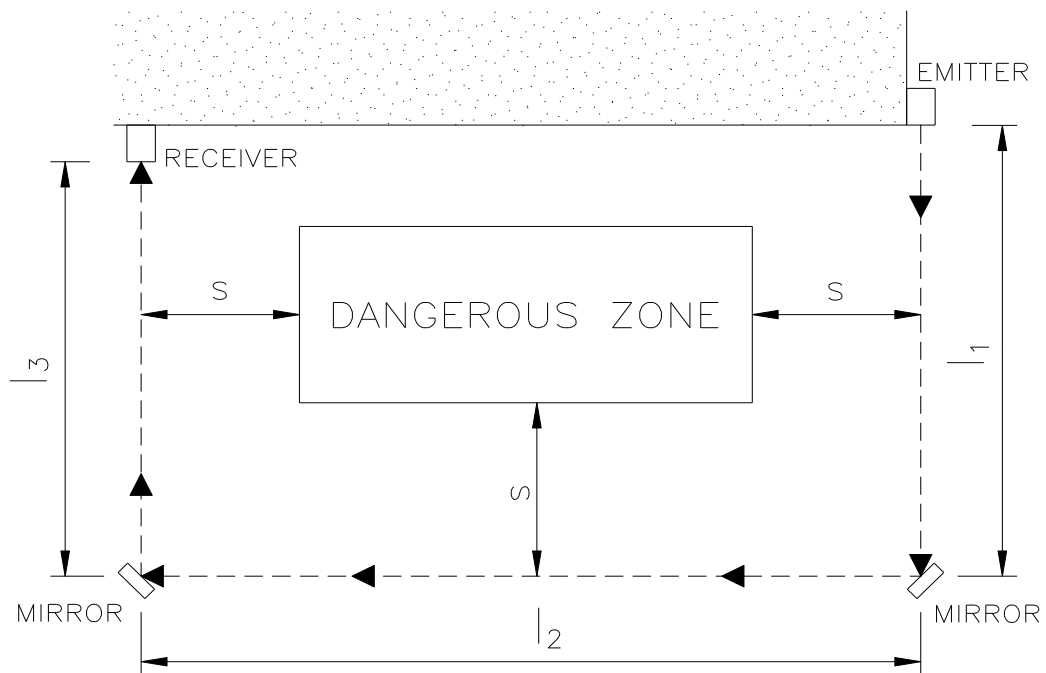 EMITTER
RECEIVER
S
S
DANGEROUS ZONE
l1
l3
S
MIRROR
MIRROR
l2